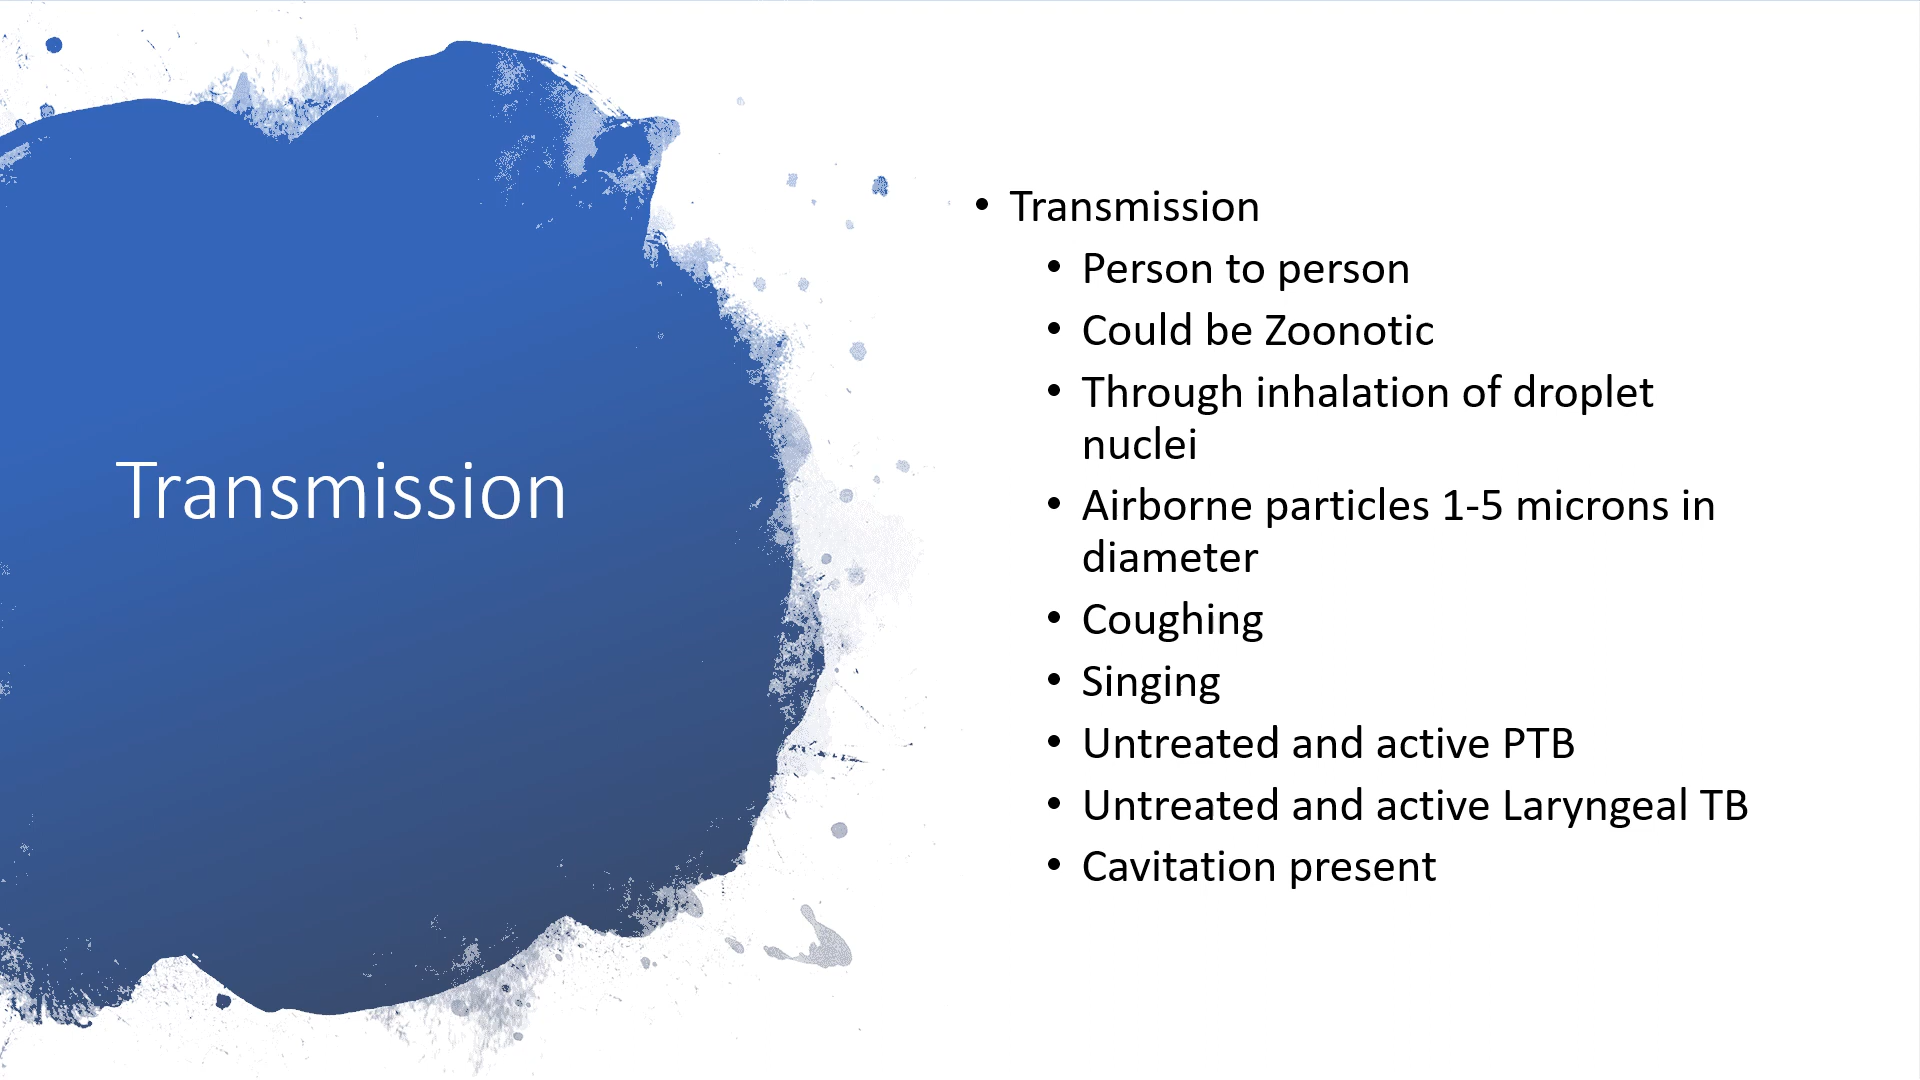 Transmission
• Transmission
• Person to person
• Could be Zoonotic
• Through inhalation of droplet
nuclei
• Airborne particles 1-5 microns in
diameter
• Coughing
• Singing
• Untreated and active PTB
• Untreated and active Laryngeal TB
• Cavitation present